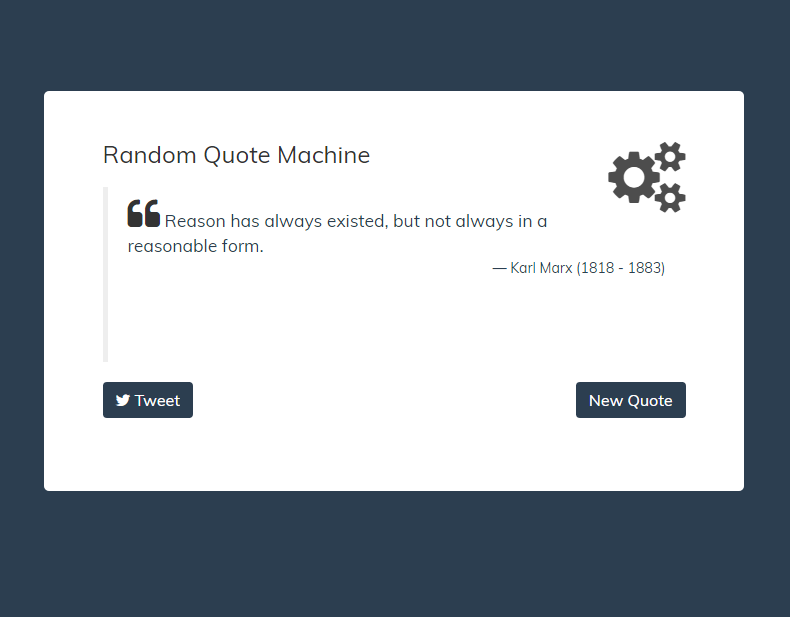 Random Quote Machine
Reason has always existed, but not always in a
reasonable form.
— Karl Marx (1818 - 1883)
Tweet
New Quote